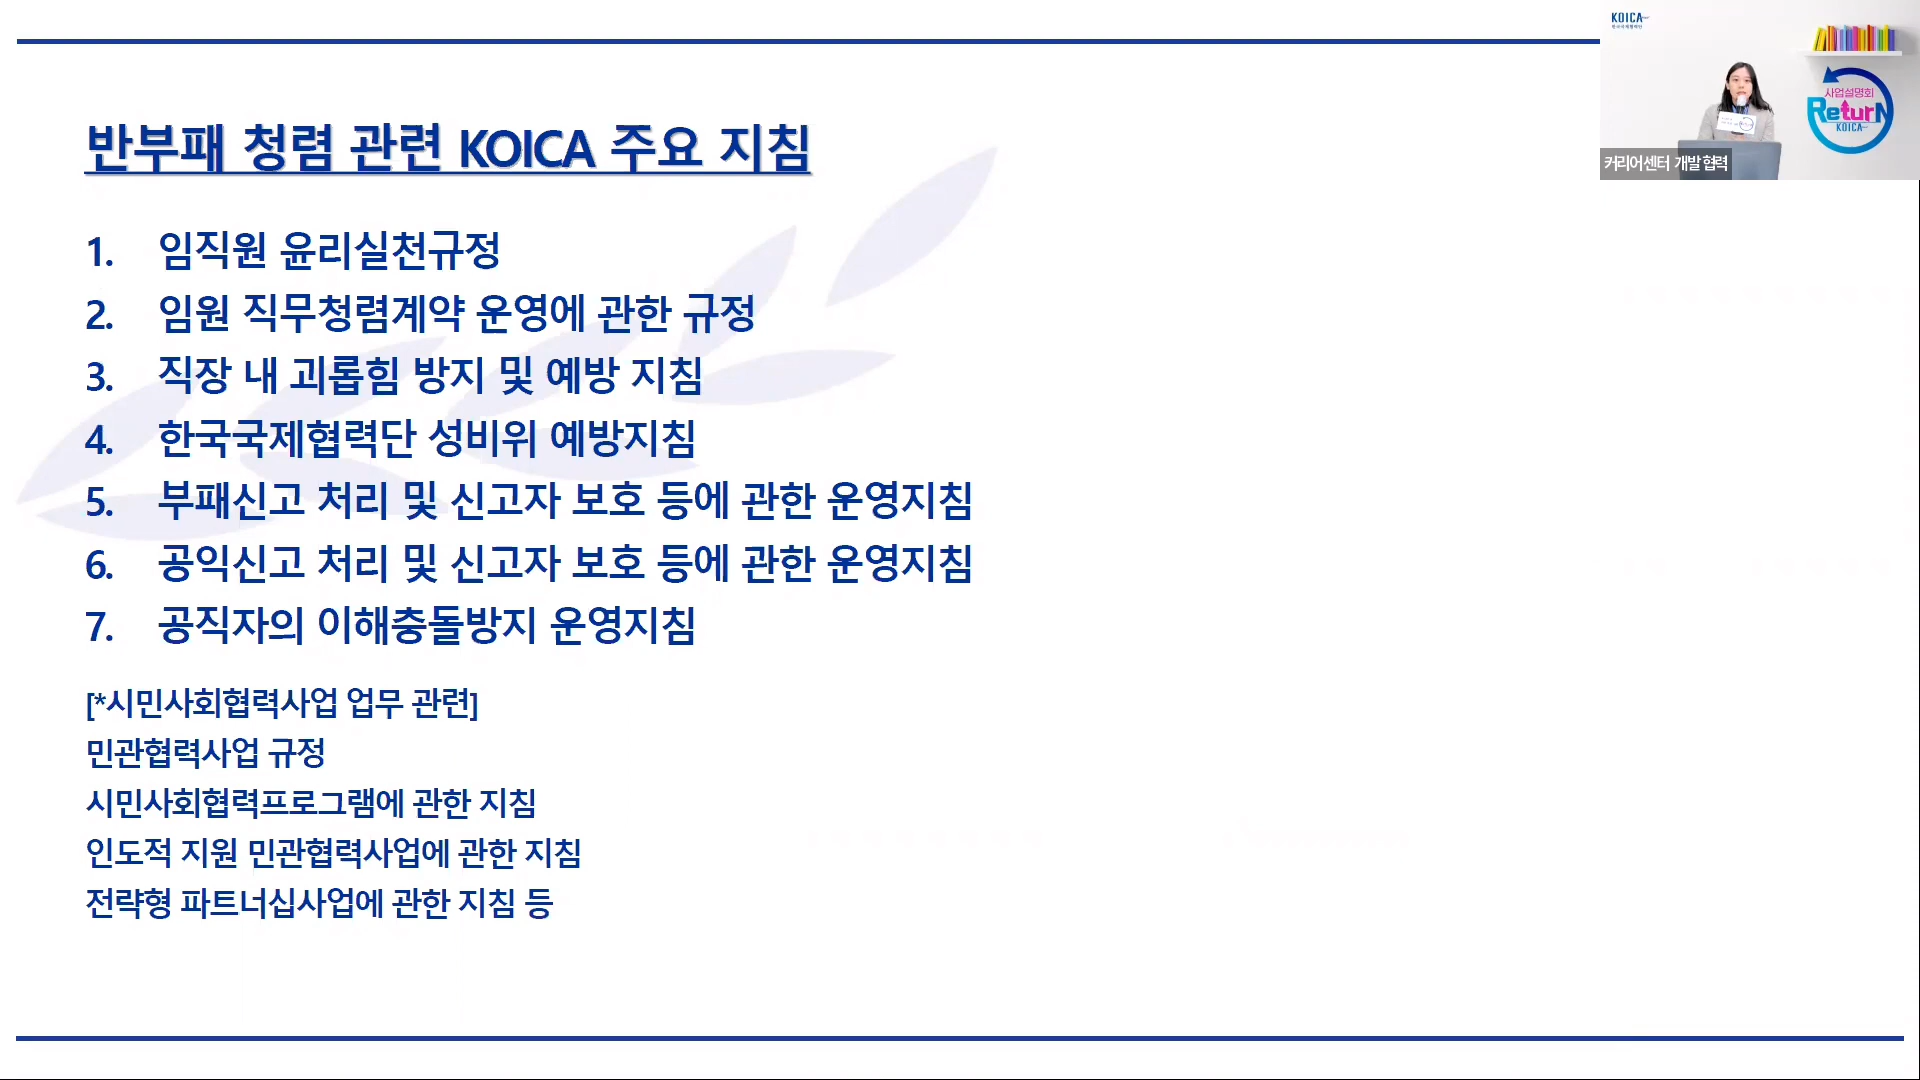 KOICA
한국국제협력단
사업설명회
ReturN
KOICA
커리어센터 개발협력
반부패 청렴 관련 KOICA 주요 지침
1. 임직원 윤리실천규정
2. 임원 직무청렴계약 운영에 관한 규정
3. 직장 내 괴롭힘 방지 및 예방 지침
4. 한국국제협력단 성비위 예방지침
5. 부패신고 처리 및 신고자 보호 등에 관한 운영지침
6. 공익신고 처리 및 신고자 보호 등에 관한 운영지침
7. 공직자의 이해충돌방지 운영지침
[*시민사회협력사업 업무 관련]
민관협력사업 규정
시민사회협력프로그램에 관한 지침
인도적 지원 민관협력사업에 관한 지침
전략형 파트너십사업에 관한 지침 등